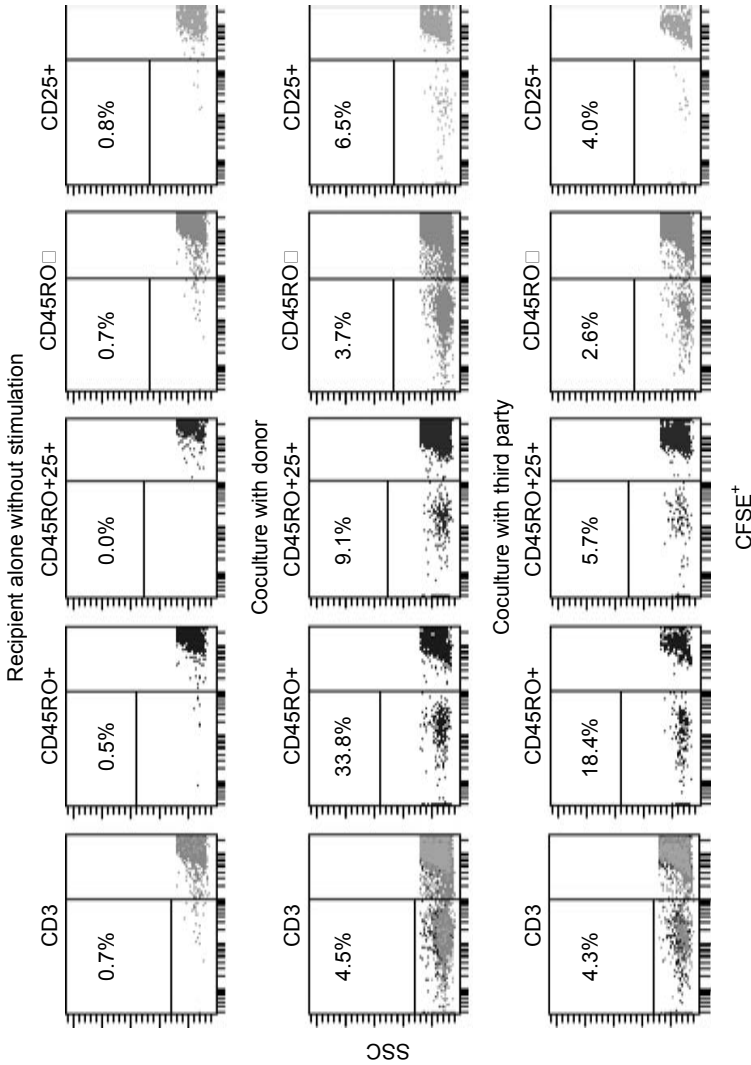 Recipient alone without stimulation
CD3 CD45RO+ CD45RO+25+ CD45RO□ CD25+
0.7% 0.5% 0.0% 0.7% 0.8%
Coculture with donor
CD3 CD45RO+ CD45RO+25+ CD45RO□ CD25+
4.5% 33.8% 9.1% 3.7% 6.5%
Coculture with third party
CD3 CD45RO+ CD45RO+25+ CD45RO□ CD25+
4.3% 18.4% 5.7% 2.6% 4.0%
SSC
CFSE+